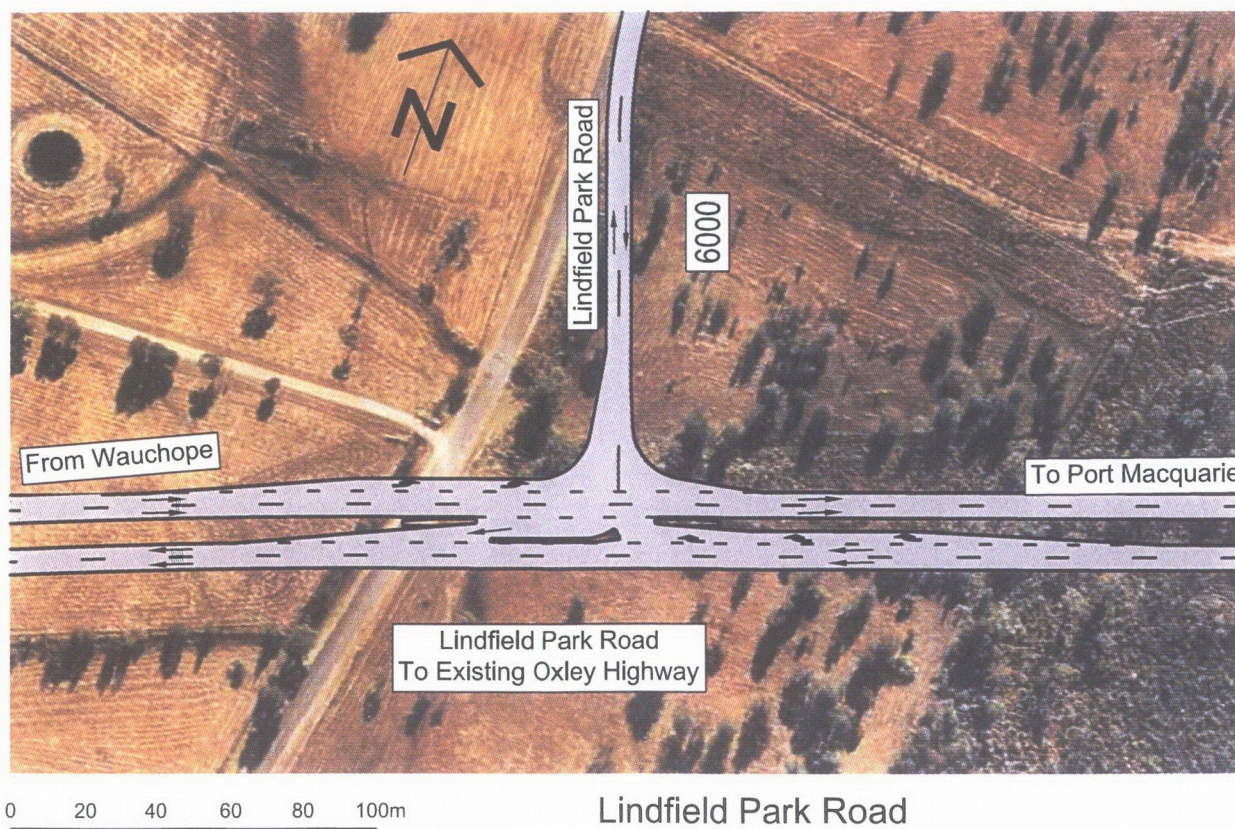 N
Lindfield Park Road
6000
From Wauchope
To Port Macquarie
Lindfield Park Road
To Existing Oxley Highway
0 20 40 60 80 100m
Lindfield Park Road